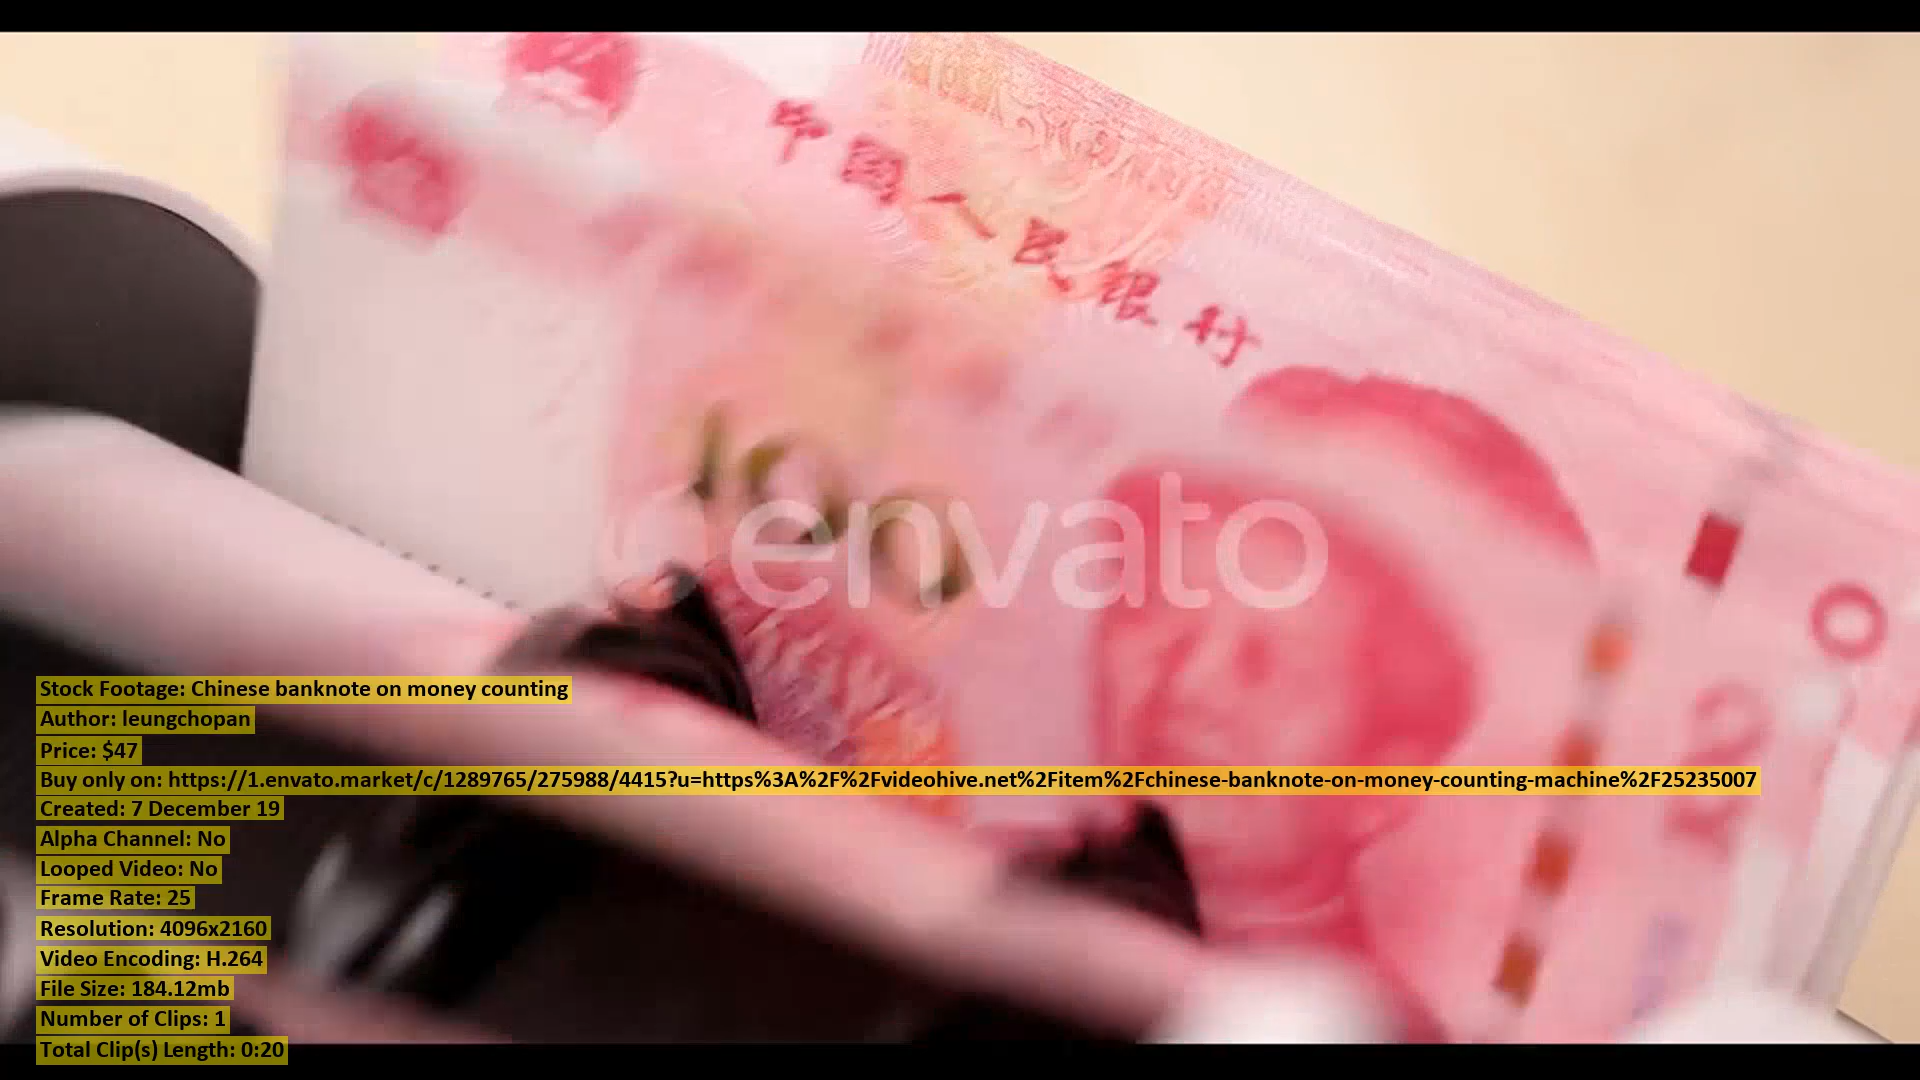 中国人民银行
envato
Stock Footage: Chinese banknote on money counting
Author: leungchopan
Price: $47
Buy only on: https://1.envato.market/c/1289765/275988/4415?u=https%3A%2F%2Fvideohive.net%2Fitem%2Fchinese-banknote-on-money-counting-machine%2F25235007
Created: 7 December 19
Alpha Channel: No
Looped Video: No
Frame Rate: 25
Resolution: 4096x2160
Video Encoding: H.264
File Size: 184.12mb
Number of Clips: 1
Total Clip(s) Length: 0:20